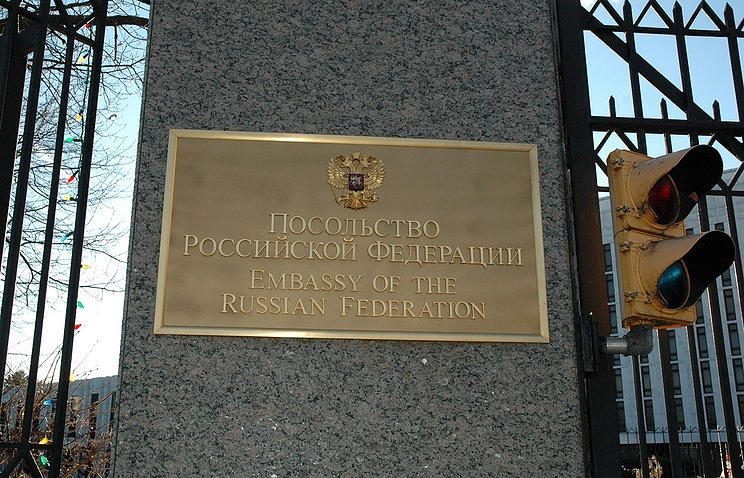 ПОСОЛЬСТВО
РОССИЙСКОЙ ФЕДЕРАЦИИ
EMBASSY OF THE
RUSSIAN FEDERATION